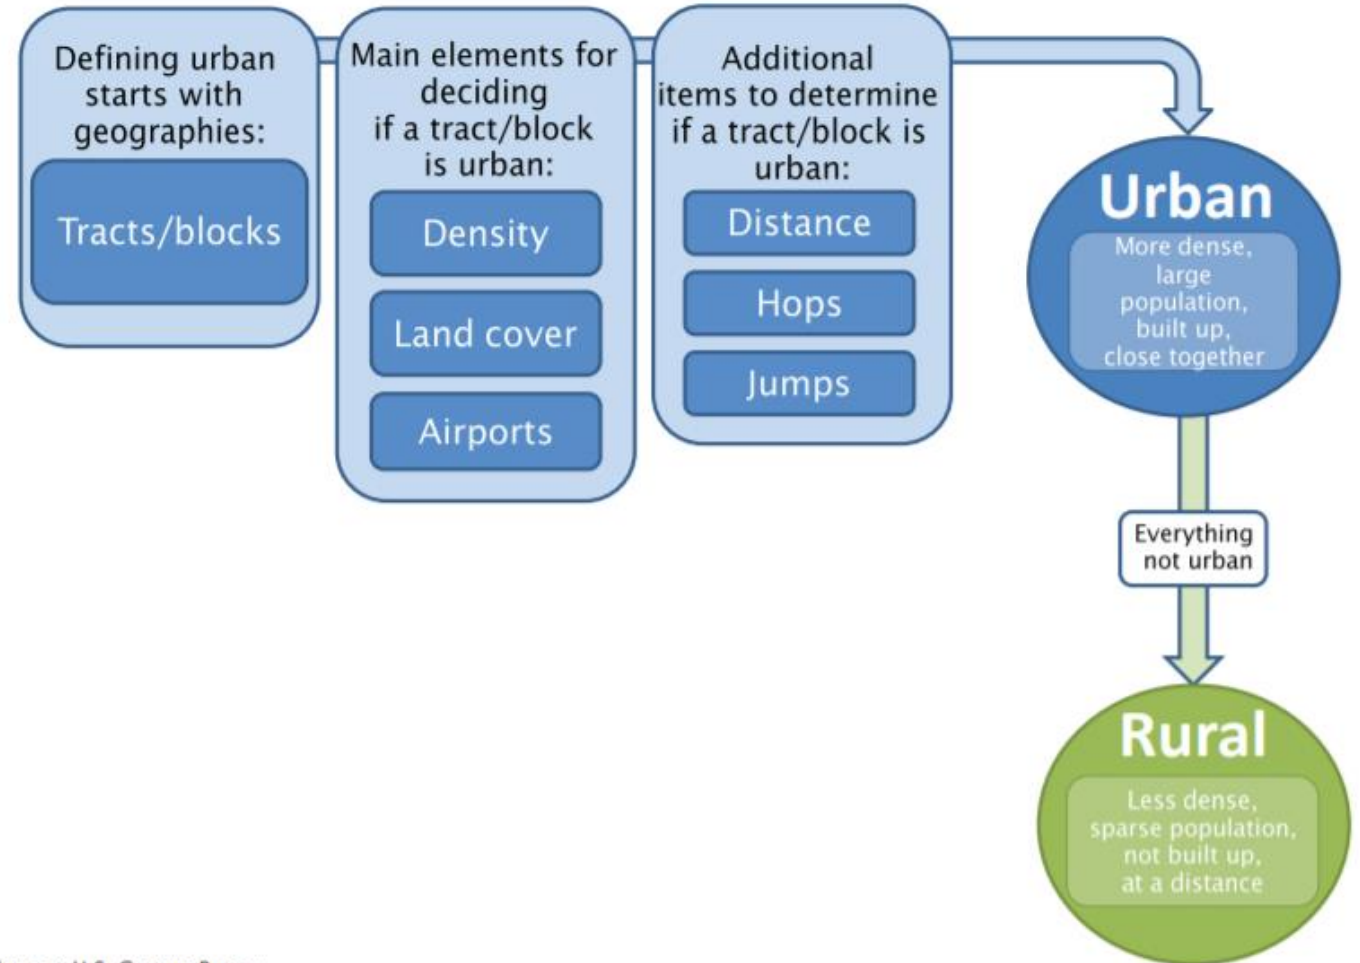 Defining urban
starts with
geographies:
Tracts/blocks
Main elements for
deciding
if a tract/block
is urban:
Density
Land cover
Airports
Additional
items to determine
if a tract/block is
urban:
Distance
Hops
Jumps
Urban
More dense,
large
population,
built up,
close together
Everything
not urban
Rural
Less dense,
sparse population,
not built up,
at a distance